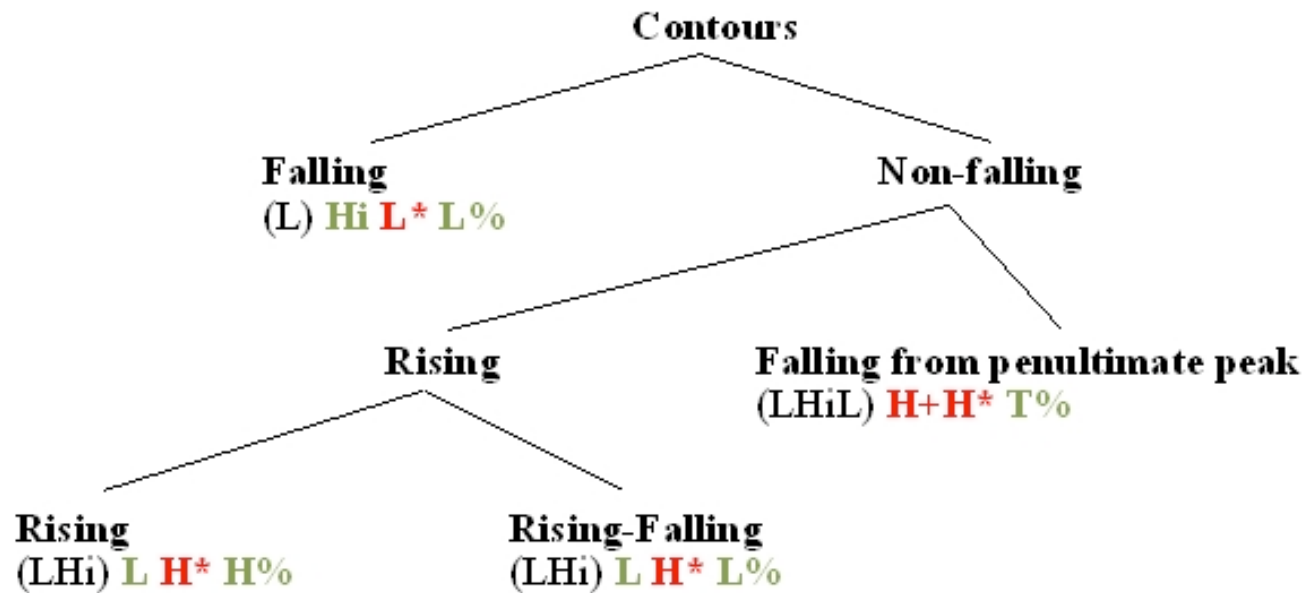 Contours
Falling
(L) Hi L* L%
Non-falling
Rising
Falling from penultimate peak
(LHiL) H+H* T%
Rising
(LHi) L H* H%
Rising-Falling
(LHi) L H* L%